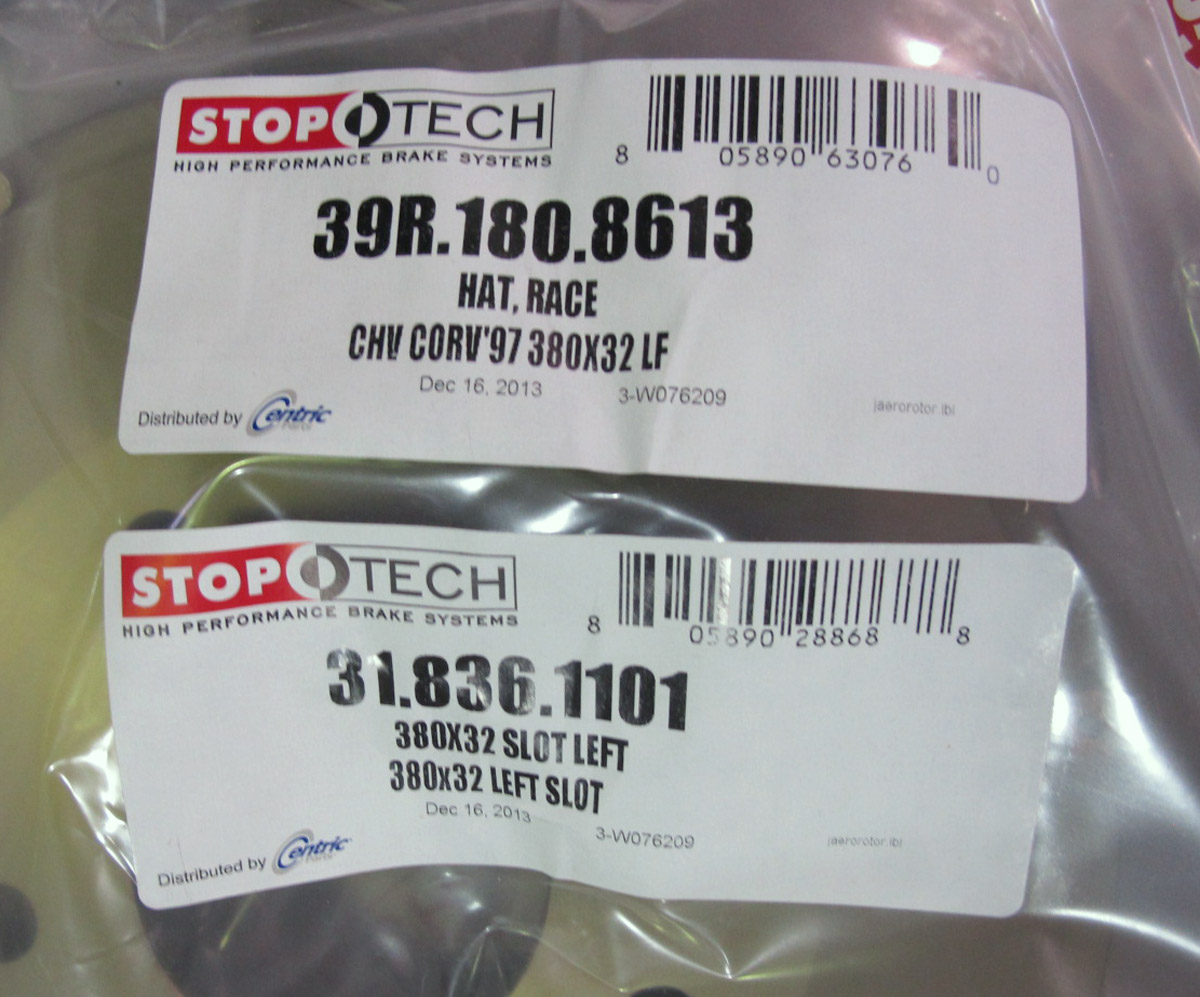 STOPTECH
HIGH PERFORMANCE BRAKE SYSTEMS
8 05890 63076 0
39R.180.8613
HAT, RACE
CHV CORV'97 380X32 LF
Dec 16, 2013 3-W076209
Distributed by Centric Parts jaerorotor.lbl
STOPTECH
HIGH PERFORMANCE BRAKE SYSTEMS
8 05890 28868 8
31.836.1101
380X32 SLOT LEFT
380x32 LEFT SLOT
Dec 16, 2013 3-W076209
Distributed by Centric Parts jaerorotor.lbl